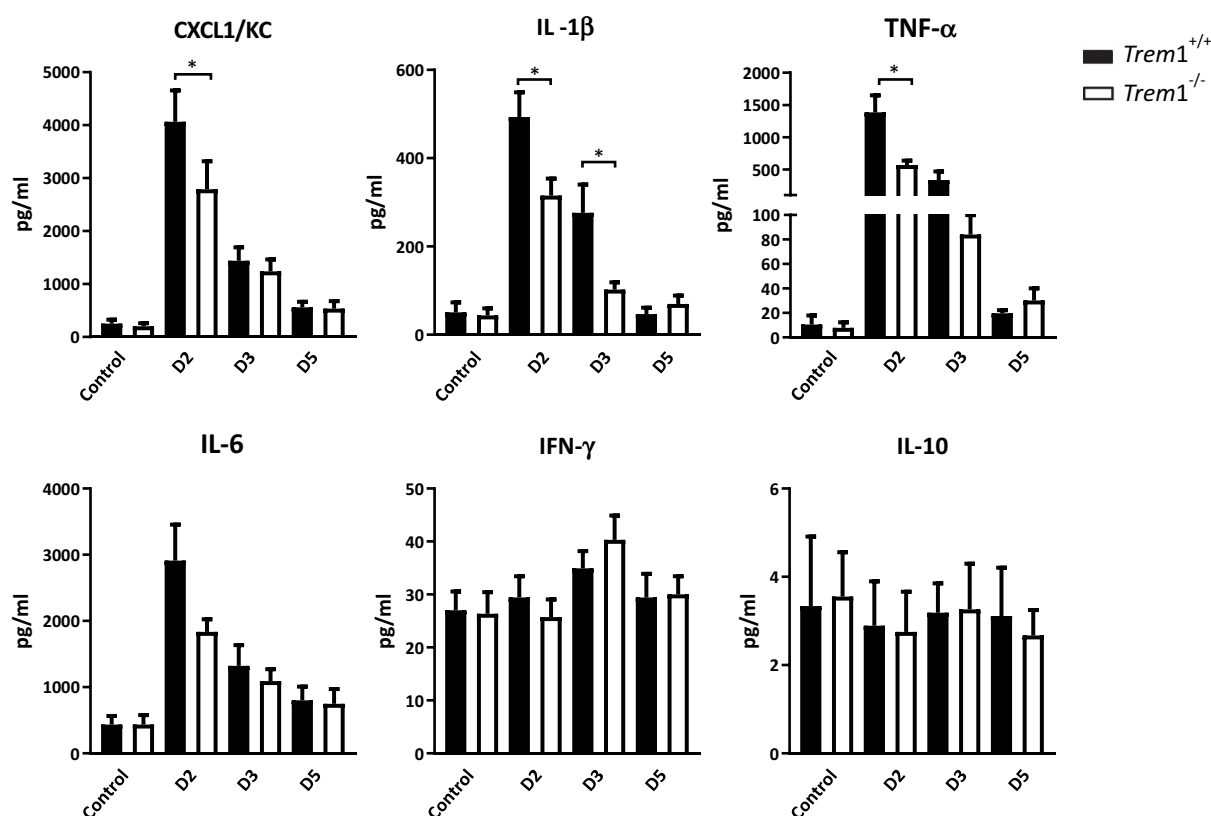 CXCL1/KC
pg/ml
5000
4000
3000
2000
1000
0
*
Control
D2
D3
D5
IL -1β
pg/ml
600
400
200
0
*
*
Control
D2
D3
D5
TNF-α
pg/ml
2000
1500
1000
500
100
80
60
40
20
0
*
Control
D2
D3
D5
Trem1+/+
Trem1-/-
IL-6
pg/ml
4000
3000
2000
1000
0
Control
D2
D3
D5
IFN-γ
pg/ml
50
40
30
20
10
0
Control
D2
D3
D5
IL-10
pg/ml
6
4
2
0
Control
D2
D3
D5